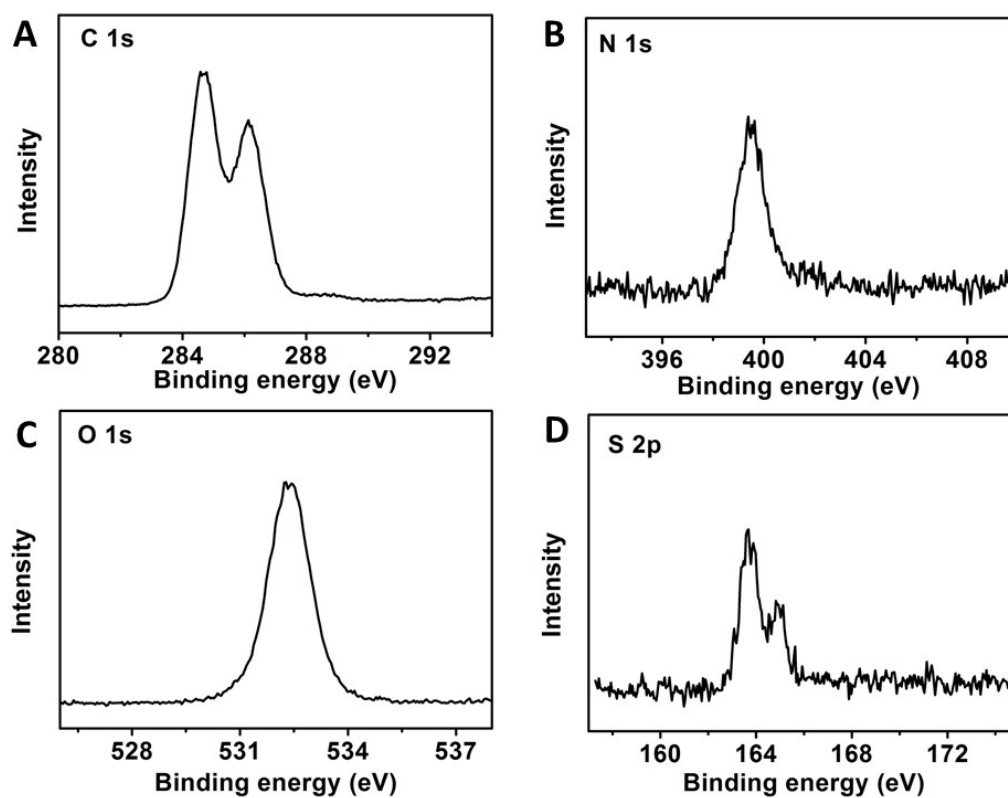 A
C 1s
Intensity
280 284 288 292
Binding energy (eV)
B
N 1s
Intensity
396 400 404 408
Binding energy (eV)
C
O 1s
Intensity
528 531 534 537
Binding energy (eV)
D
S 2p
Intensity
160 164 168 172
Binding energy (eV)